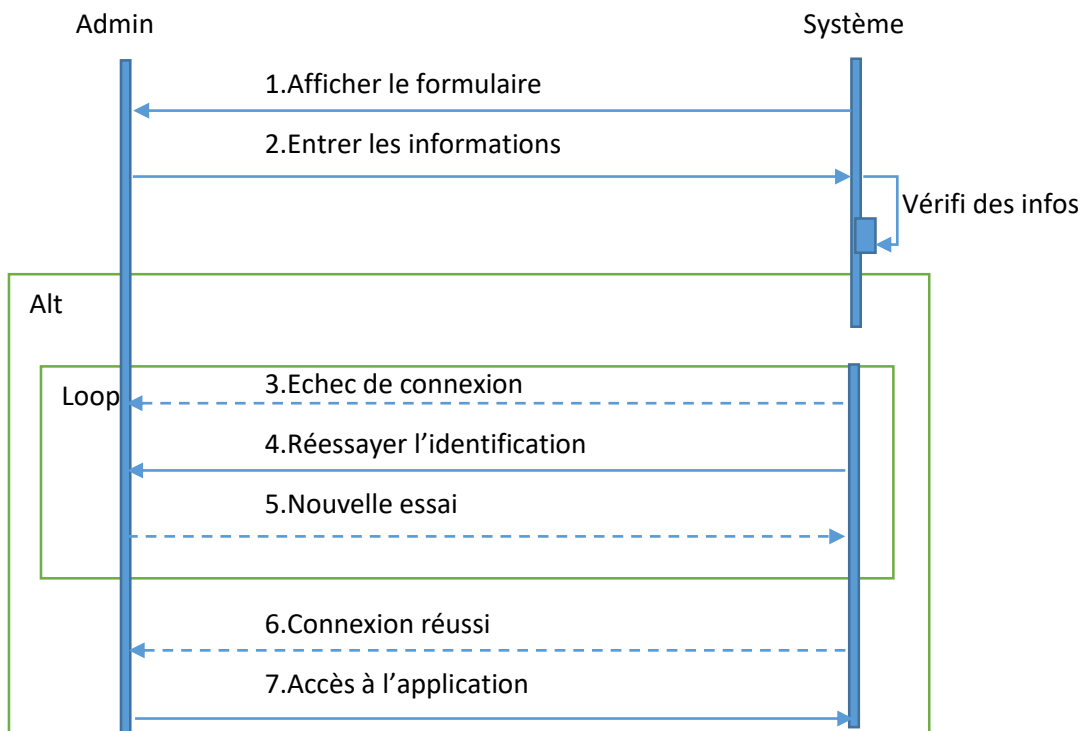 Admin
Système
1.Afficher le formulaire
2.Entrer les informations
Vérifi des infos
Alt
Loop
3.Echec de connexion
4.Réessayer l’identification
5.Nouvelle essai
6.Connexion réussi
7.Accès à l’application